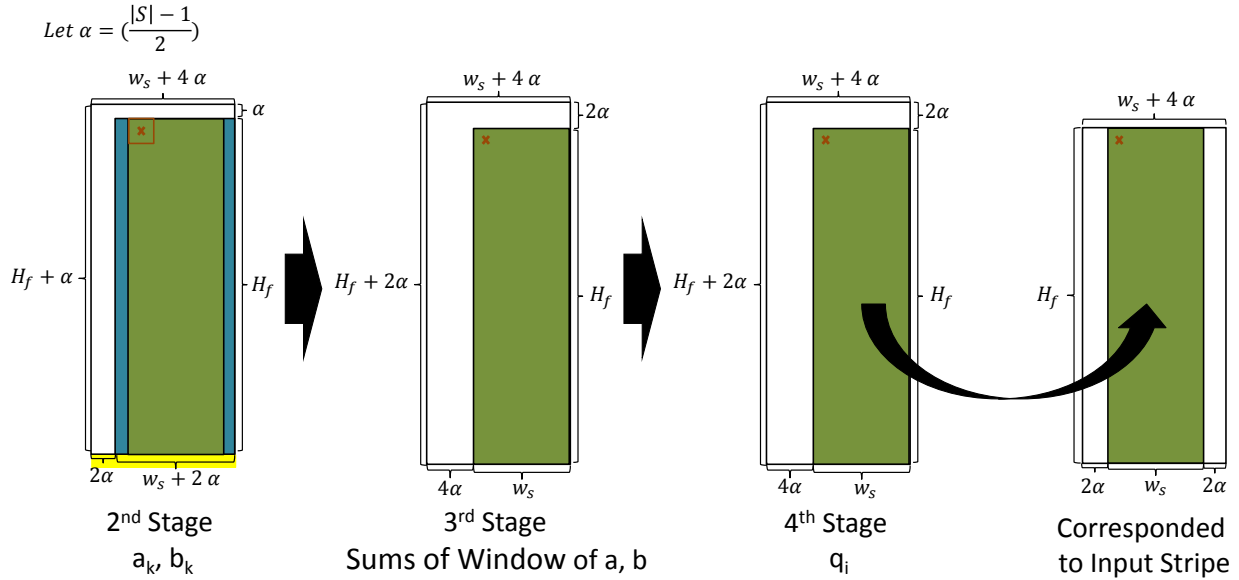 Let α = (|S| − 1 / 2)
w_s + 4 α
α
H_f + α
H_f
2α
w_s + 2 α
2nd Stage
a_k, b_k
w_s + 4 α
2α
H_f + 2α
H_f
4α
w_s
3rd Stage
Sums of Window of a, b
w_s + 4 α
2α
H_f + 2α
H_f
4α
w_s
4th Stage
q_i
w_s + 4 α
H_f
2α
w_s
2α
Corresponded
to Input Stripe